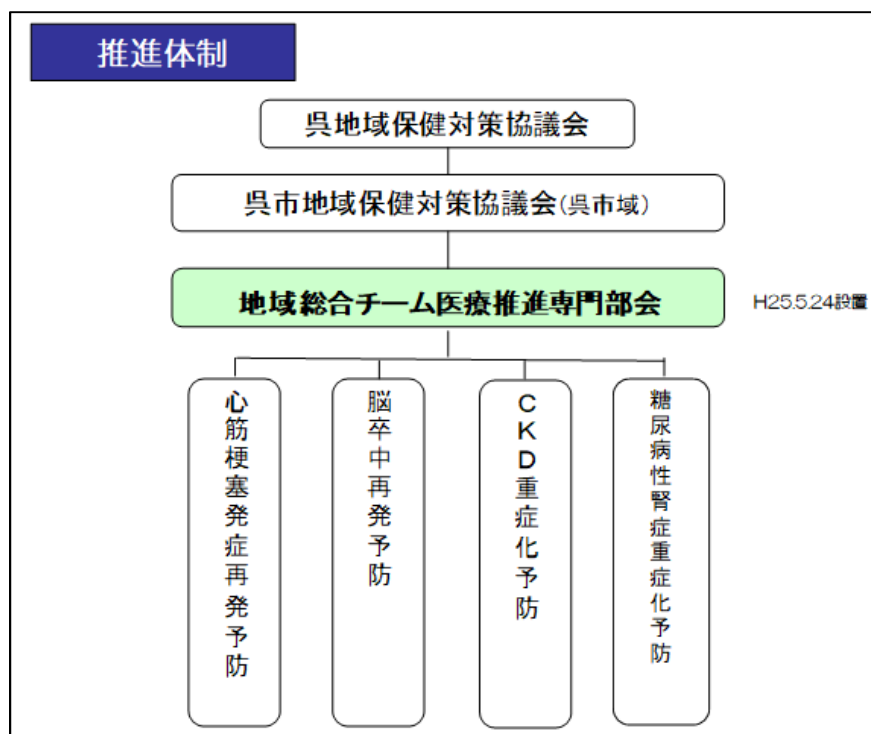 推進体制
呉地域保健対策協議会
呉市地域保健対策協議会(呉市域)
地域総合チーム医療推進専門部会
H25.5.24設置
心筋梗塞発症再発予防
脳卒中再発予防
CKD重症化予防
糖尿病性腎症重症化予防